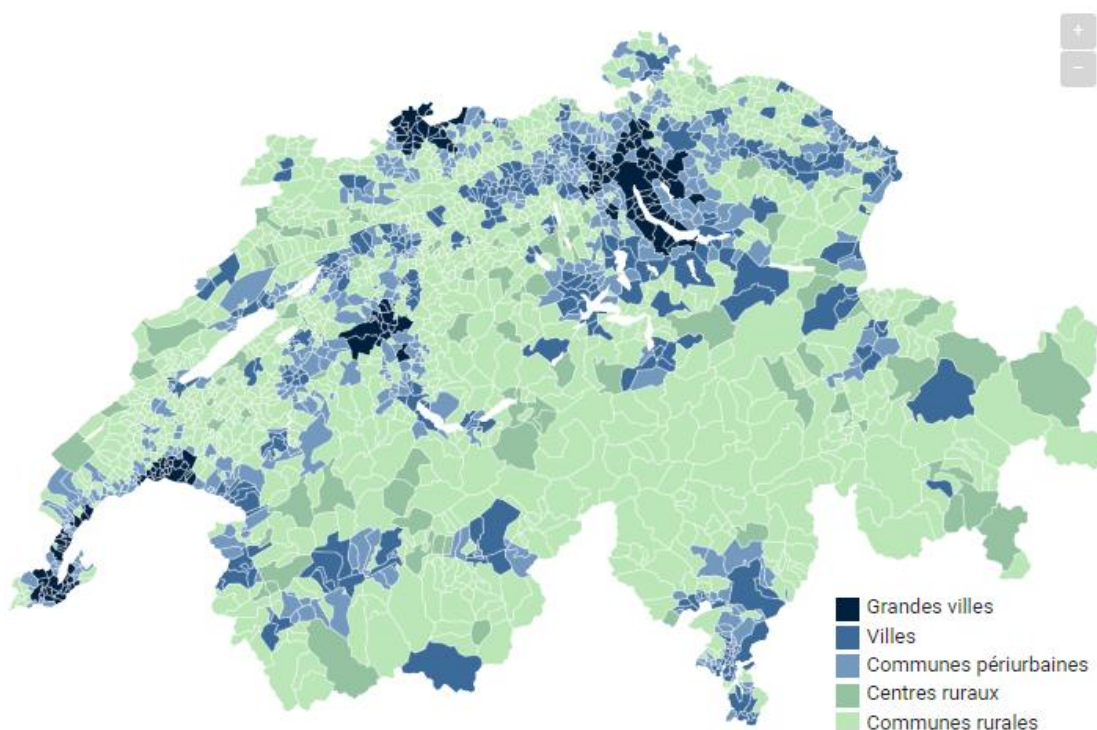 +
−
Grandes villes
Villes
Communes périurbaines
Centres ruraux
Communes rurales